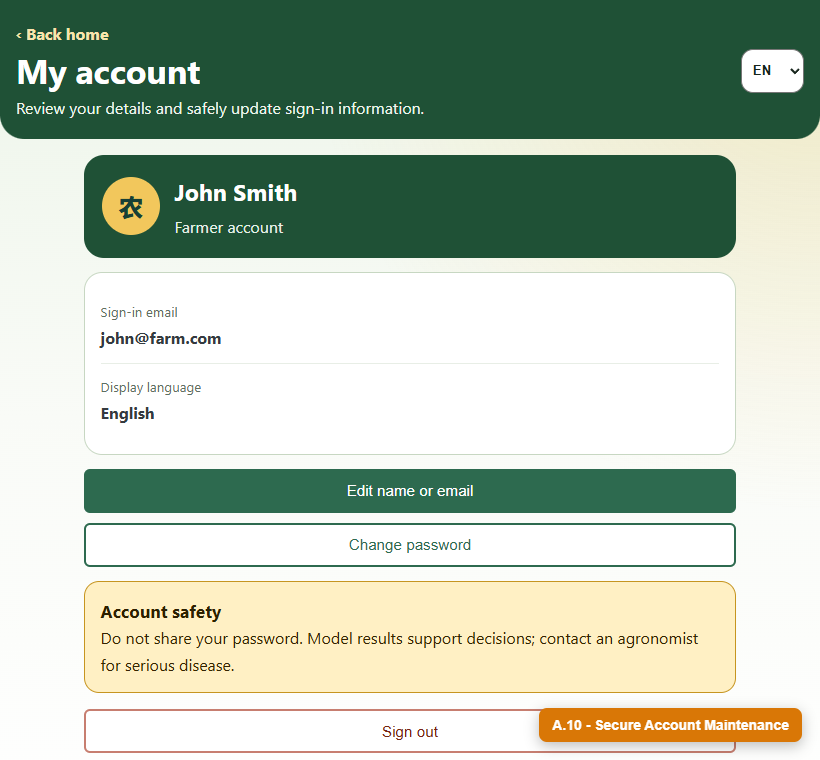 ‹ Back home
My account
Review your details and safely update sign-in information.
EN
农
John Smith
Farmer account
Sign-in email
john@farm.com
Display language
English
Edit name or email
Change password
Account safety
Do not share your password. Model results support decisions; contact an agronomist
for serious disease.
Sign out
A.10 - Secure Account Maintenance